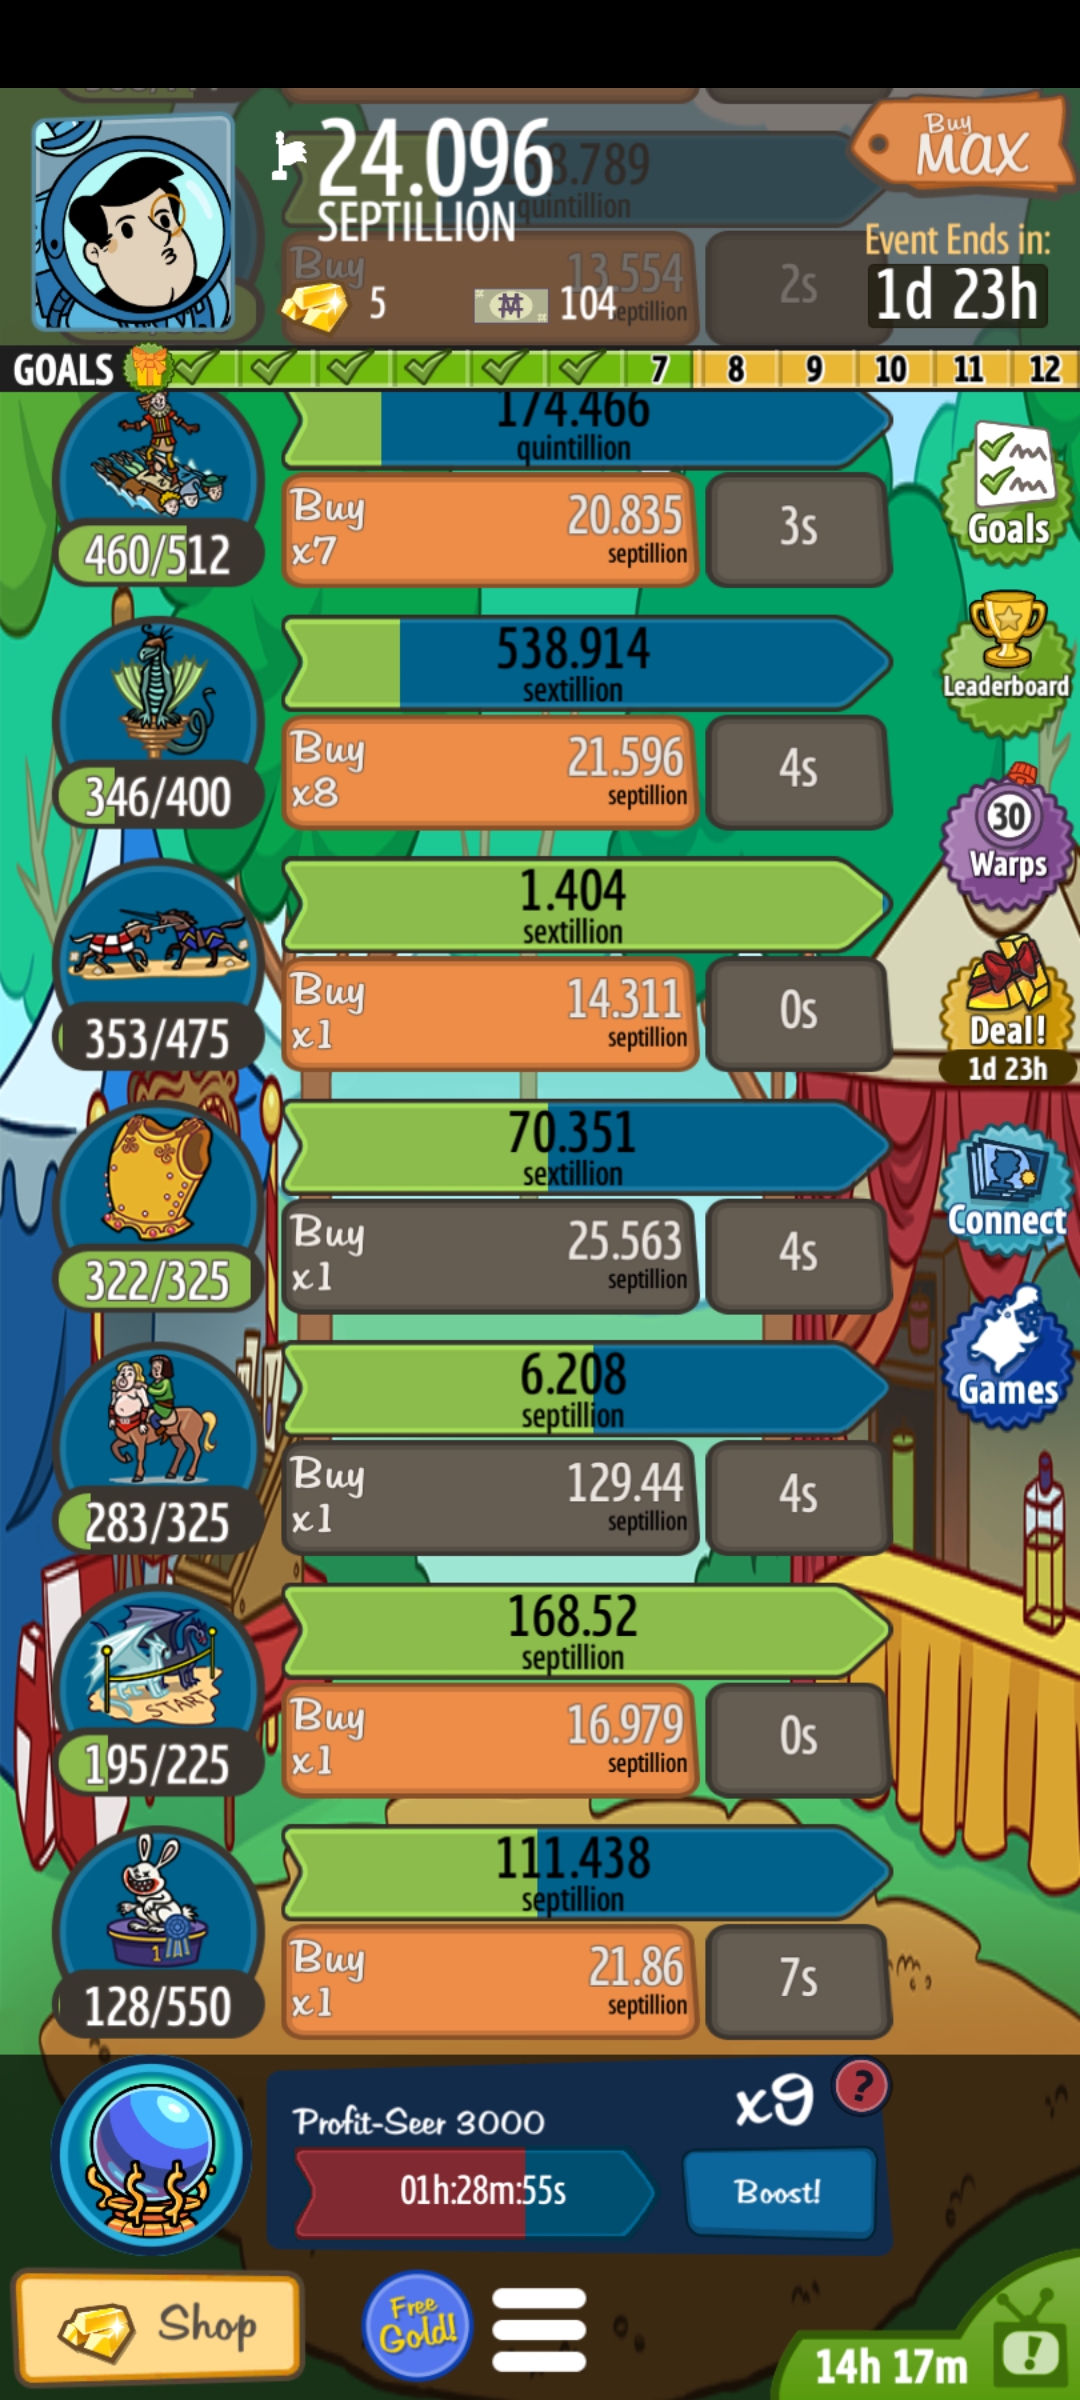 24.096
SEPTILLION
Buy
MAX
Event Ends in:
1d 23h
quintillion
Buy
13.554
2s
5
104
GOALS
7
8
9
10
11
12
174.466
quintillion
460/512
Buy
x7
20.835
septillion
3s
Goals
538.914
sextillion
346/400
Buy
x8
21.596
septillion
4s
Leaderboard
30
Warps
1.404
sextillion
353/475
Buy
x1
14.311
septillion
0s
Deal!
1d 23h
70.351
sextillion
322/325
Buy
x1
25.563
septillion
4s
Connect
6.208
septillion
283/325
Buy
x1
129.44
septillion
4s
Games
168.52
septillion
START
195/225
Buy
x1
16.979
septillion
0s
111.438
septillion
1
128/550
Buy
x1
21.86
septillion
7s
Profit-Seer 3000
x9
?
01h:28m:55s
Boost!
Shop
Free
Gold!
14h 17m
!